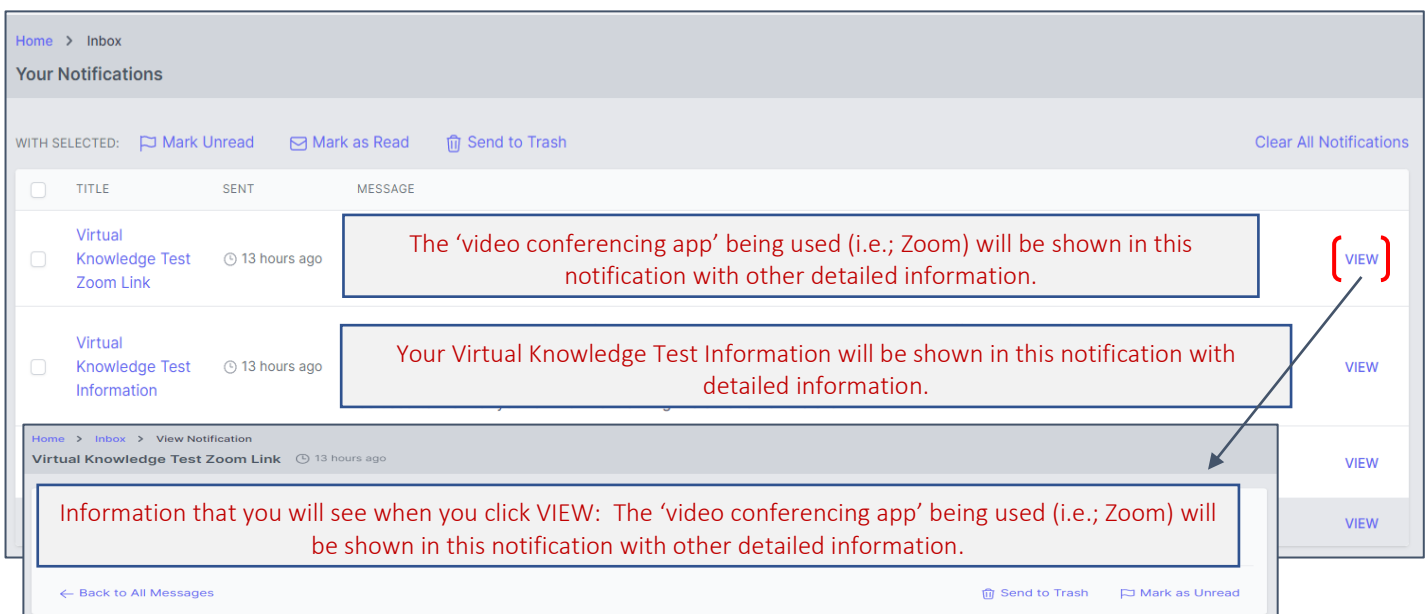 Home > Inbox
Your Notifications
WITH SELECTED: Mark Unread Mark as Read Send to Trash Clear All Notifications
TITLE SENT MESSAGE
Virtual
Knowledge Test
Zoom Link
13 hours ago
The ‘video conferencing app’ being used (i.e.; Zoom) will be shown in this
notification with other detailed information.
VIEW
Virtual
Knowledge Test
Information
13 hours ago
Your Virtual Knowledge Test Information will be shown in this notification with
detailed information.
VIEW
Home > Inbox > View Notification
Virtual Knowledge Test Zoom Link 13 hours ago
VIEW
Information that you will see when you click VIEW: The ‘video conferencing app’ being used (i.e.; Zoom) will
be shown in this notification with other detailed information.
VIEW
← Back to All Messages Send to Trash Mark as Unread